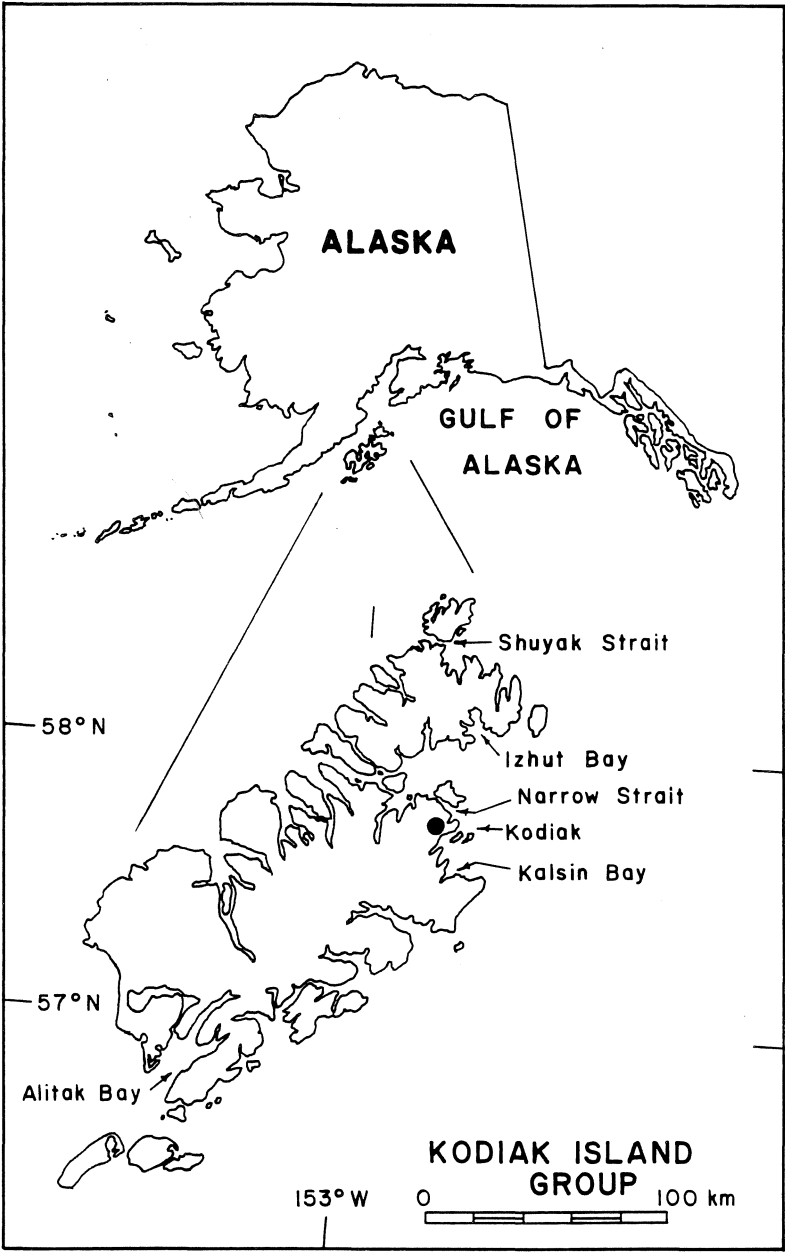 ALASKA
GULF OF
ALASKA
Shuyak Strait
58°N
Izhut Bay
Narrow Strait
Kodiak
Kalsin Bay
57°N
Alitak Bay
KODIAK ISLAND
GROUP
153°W
0 100 km